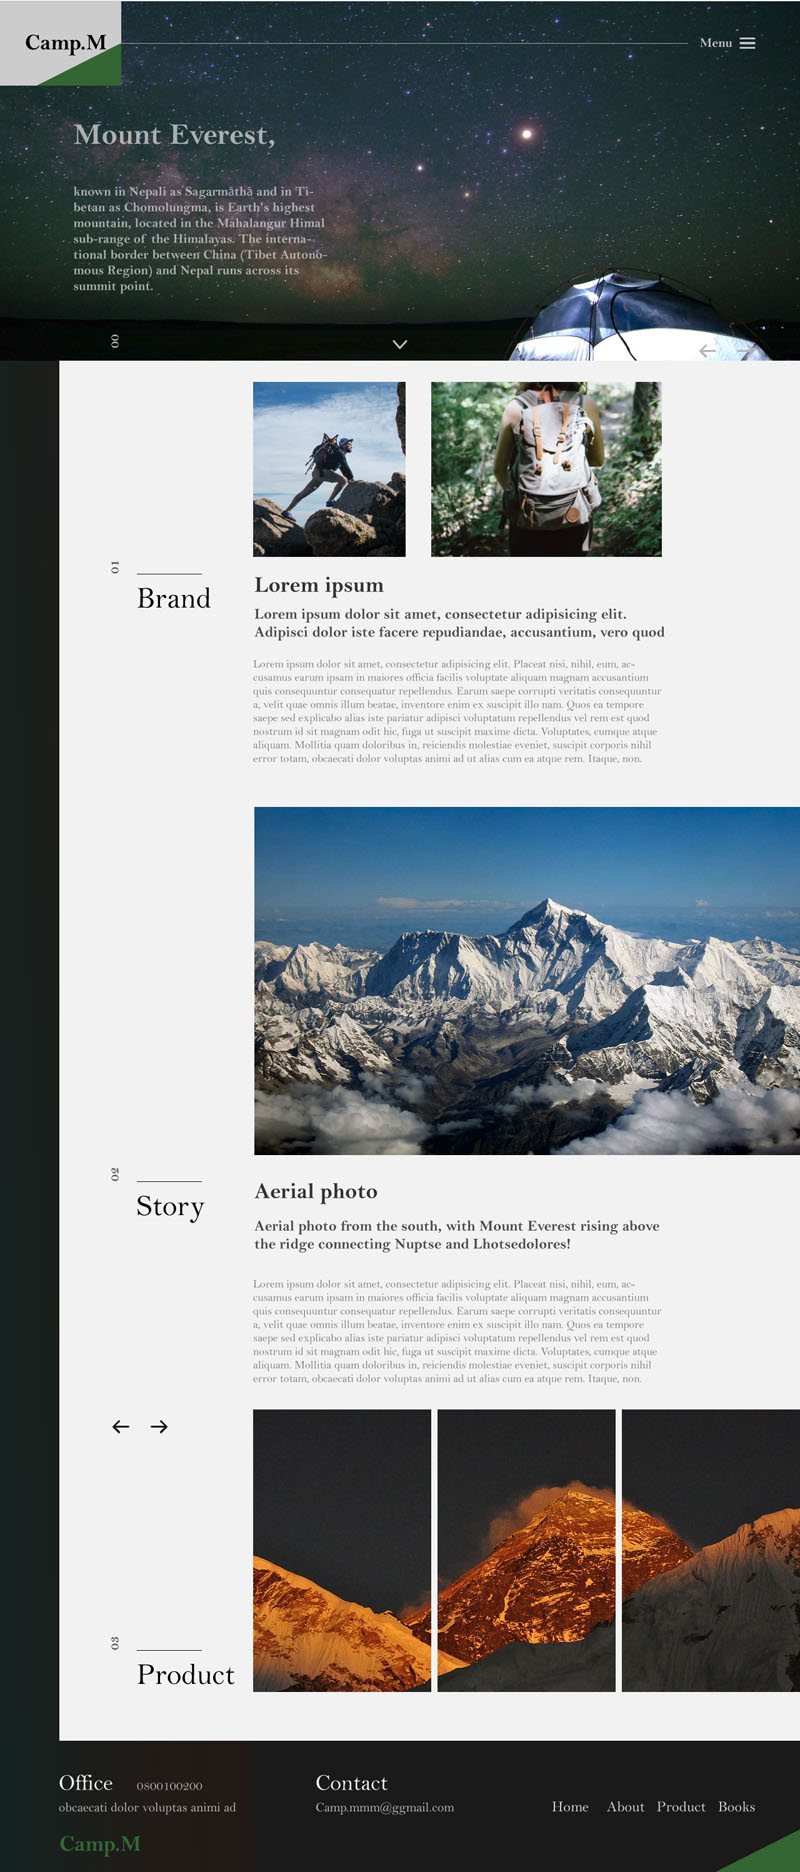 Camp.M
Menu
Mount Everest,
known in Nepali as Sagarmāthā and in Ti-
betan as Chomolungma, is Earth's highest
mountain, located in the Mahalangur Himal
sub-range of the Himalayas. The interna-
tional border between China (Tibet Autono-
mous Region) and Nepal runs across its
summit point.
00
01
Brand
Lorem ipsum
Lorem ipsum dolor sit amet, consectetur adipisicing elit.
Adipisci dolor iste facere repudiandae, accusantium, vero quod
Lorem ipsum dolor sit amet, consectetur adipisicing elit. Placeat nisi, nihil, eum, ac-
cusamus earum ipsam in maiores officia facilis voluptate aliquam magnam accusantium
quis consequuntur consequatur repellendus. Earum saepe corrupti veritatis consequuntur
a, velit quae omnis illum beatae, inventore enim ex suscipit illo nam. Quos ea tempore
saepe sed explicabo alias iste pariatur adipisci voluptatum repellendus vel rem est quod
nostrum id sit magnam odit hic, fuga ut suscipit maxime dicta. Voluptates, cumque atque
aliquam. Mollitia quam doloribus in, reiciendis molestiae eveniet, suscipit corporis nihil
error totam, obcaecati dolor voluptas animi ad ut alias cum ea atque rem. Itaque, non.
02
Story
Aerial photo
Aerial photo from the south, with Mount Everest rising above
the ridge connecting Nuptse and Lhotsedolores!
Lorem ipsum dolor sit amet, consectetur adipisicing elit. Placeat nisi, nihil, eum, ac-
cusamus earum ipsam in maiores officia facilis voluptate aliquam magnam accusantium
quis consequuntur consequatur repellendus. Earum saepe corrupti veritatis consequuntur
a, velit quae omnis illum beatae, inventore enim ex suscipit illo nam. Quos ea tempore
saepe sed explicabo alias iste pariatur adipisci voluptatum repellendus vel rem est quod
nostrum id sit magnam odit hic, fuga ut suscipit maxime dicta. Voluptates, cumque atque
aliquam. Mollitia quam doloribus in, reiciendis molestiae eveniet, suscipit corporis nihil
error totam, obcaecati dolor voluptas animi ad ut alias cum ea atque rem. Itaque, non.
03
Product
Office 0800100200
obcaecati dolor voluptas animi ad
Contact
Camp.mmm@ggmail.com
Home About Product Books
Camp.M